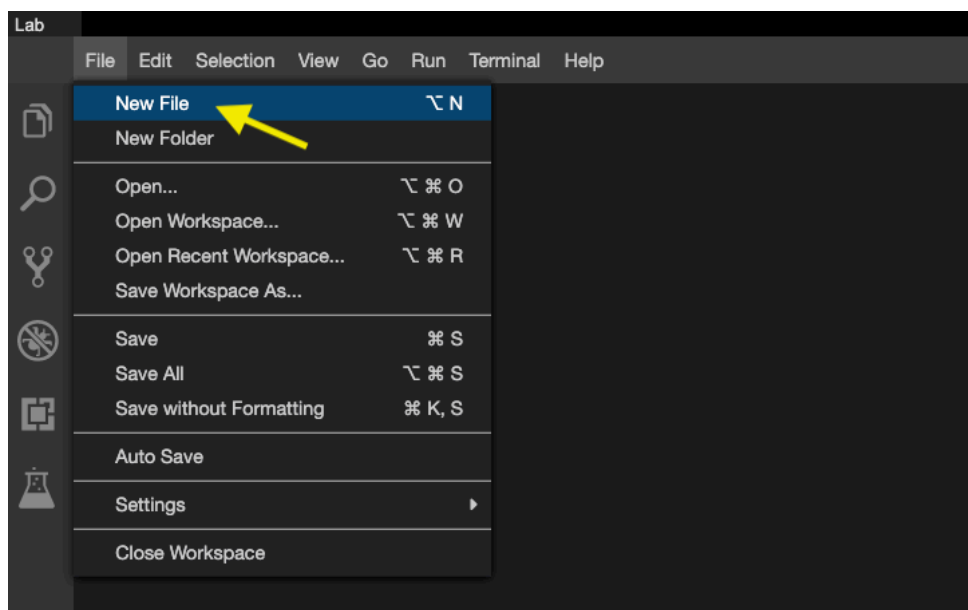 Lab
File Edit Selection View Go Run Terminal Help
New File ⌥ N
New Folder
Open... ⌥ ⌘ O
Open Workspace... ⌥ ⌘ W
Open Recent Workspace... ⌥ ⌘ R
Save Workspace As...
Save ⌘ S
Save All ⌥ ⌘ S
Save without Formatting ⌘ K, S
Auto Save
Settings
Close Workspace